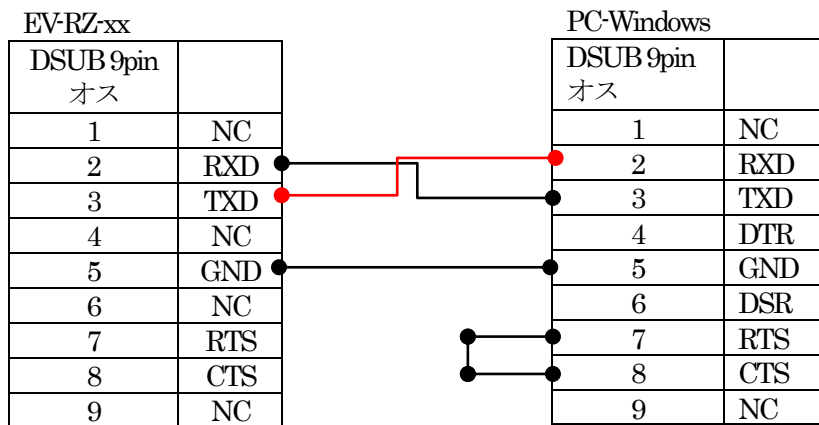 EV-RZ-xx
DSUB 9pin
オス
1 NC
2 RXD
3 TXD
4 NC
5 GND
6 NC
7 RTS
8 CTS
9 NC
PC-Windows
DSUB 9pin
オス
1 NC
2 RXD
3 TXD
4 DTR
5 GND
6 DSR
7 RTS
8 CTS
9 NC